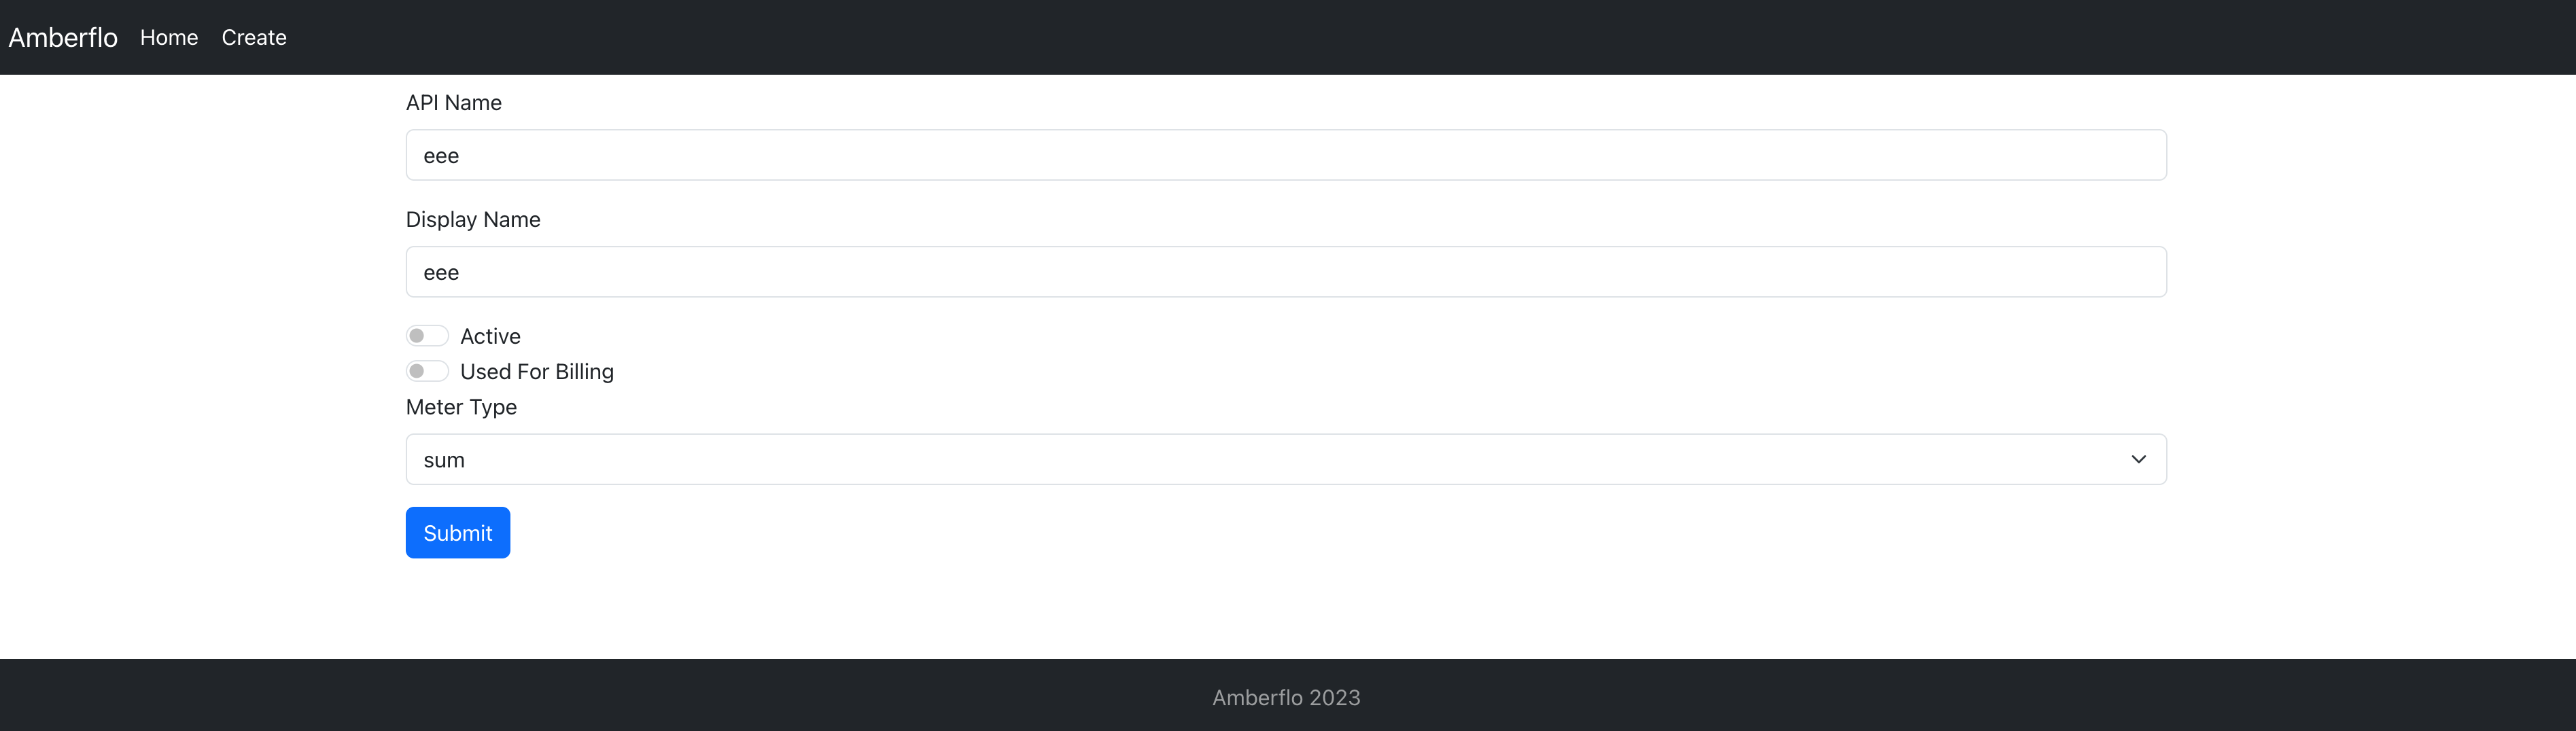 Amberflo Home Create
API Name
eee
Display Name
eee
Active
Used For Billing
Meter Type
sum
Submit
Amberflo 2023